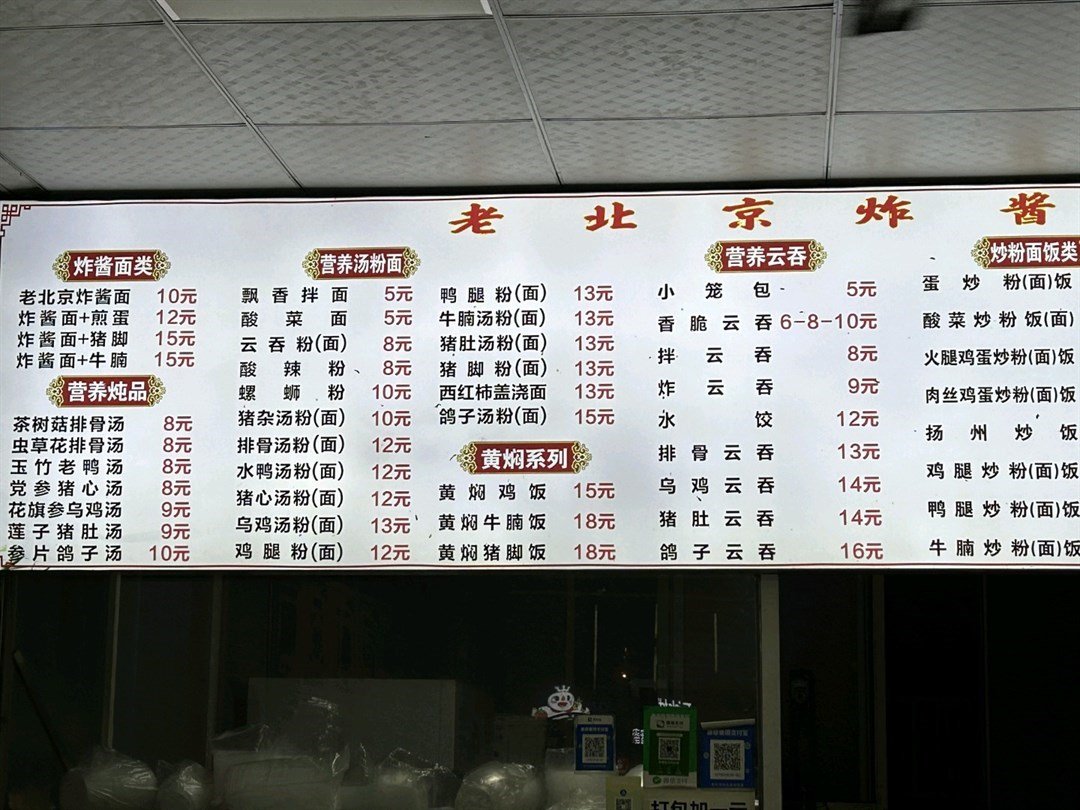 老北京炸酱
炸酱面类
老北京炸酱面 10元
炸酱面+煎蛋 12元
炸酱面+猪脚 15元
炸酱面+牛腩 15元
营养炖品
茶树菇排骨汤 8元
虫草花排骨汤 8元
玉竹老鸭汤 8元
党参猪心汤 8元
花旗参乌鸡汤 9元
莲子猪肚汤 9元
参片鸽子汤 10元
营养汤粉面
飘香拌面 5元
酸菜面 5元
云吞粉(面) 8元
酸辣粉 8元
螺蛳粉 10元
猪杂汤粉(面) 10元
排骨汤粉(面) 12元
水鸭汤粉(面) 12元
猪心汤粉(面) 12元
乌鸡汤粉(面) 13元
鸡腿粉(面) 12元
鸭腿粉(面) 13元
牛腩汤粉(面) 13元
猪肚汤粉(面) 13元
猪脚粉(面) 13元
西红柿盖浇面 13元
鸽子汤粉(面) 15元
黄焖系列
黄焖鸡饭 15元
黄焖牛腩饭 18元
黄焖猪脚饭 18元
营养云吞
小笼包 5元
香脆云吞 6-8-10元
拌云吞 8元
炸云吞 9元
水饺 12元
排骨云吞 13元
乌鸡云吞 14元
猪肚云吞 14元
鸽子云吞 16元
炒粉面饭类
蛋炒粉(面)饭
酸菜炒粉饭(面)
火腿鸡蛋炒粉(面)饭
肉丝鸡蛋炒粉(面)饭
扬州炒饭
鸡腿炒粉(面)饭
鸭腿炒粉(面)饭
牛腩炒粉(面)饭
打包加一元